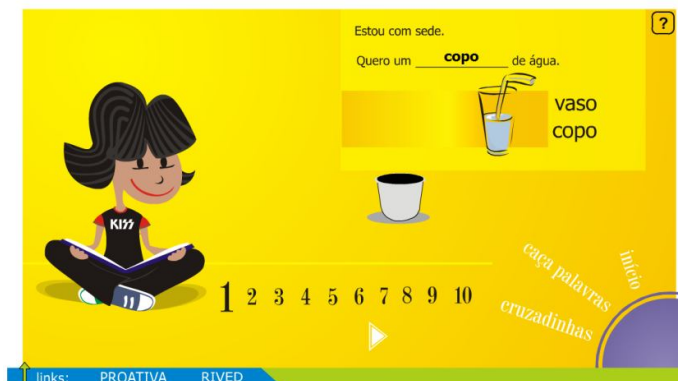 ?
Estou com sede.
Quero um copo de água.
vaso
copo
KISS
caça palavras
início
cruzadinhas
1 2 3 4 5 6 7 8 9 10
links: PROATIVA RIVED